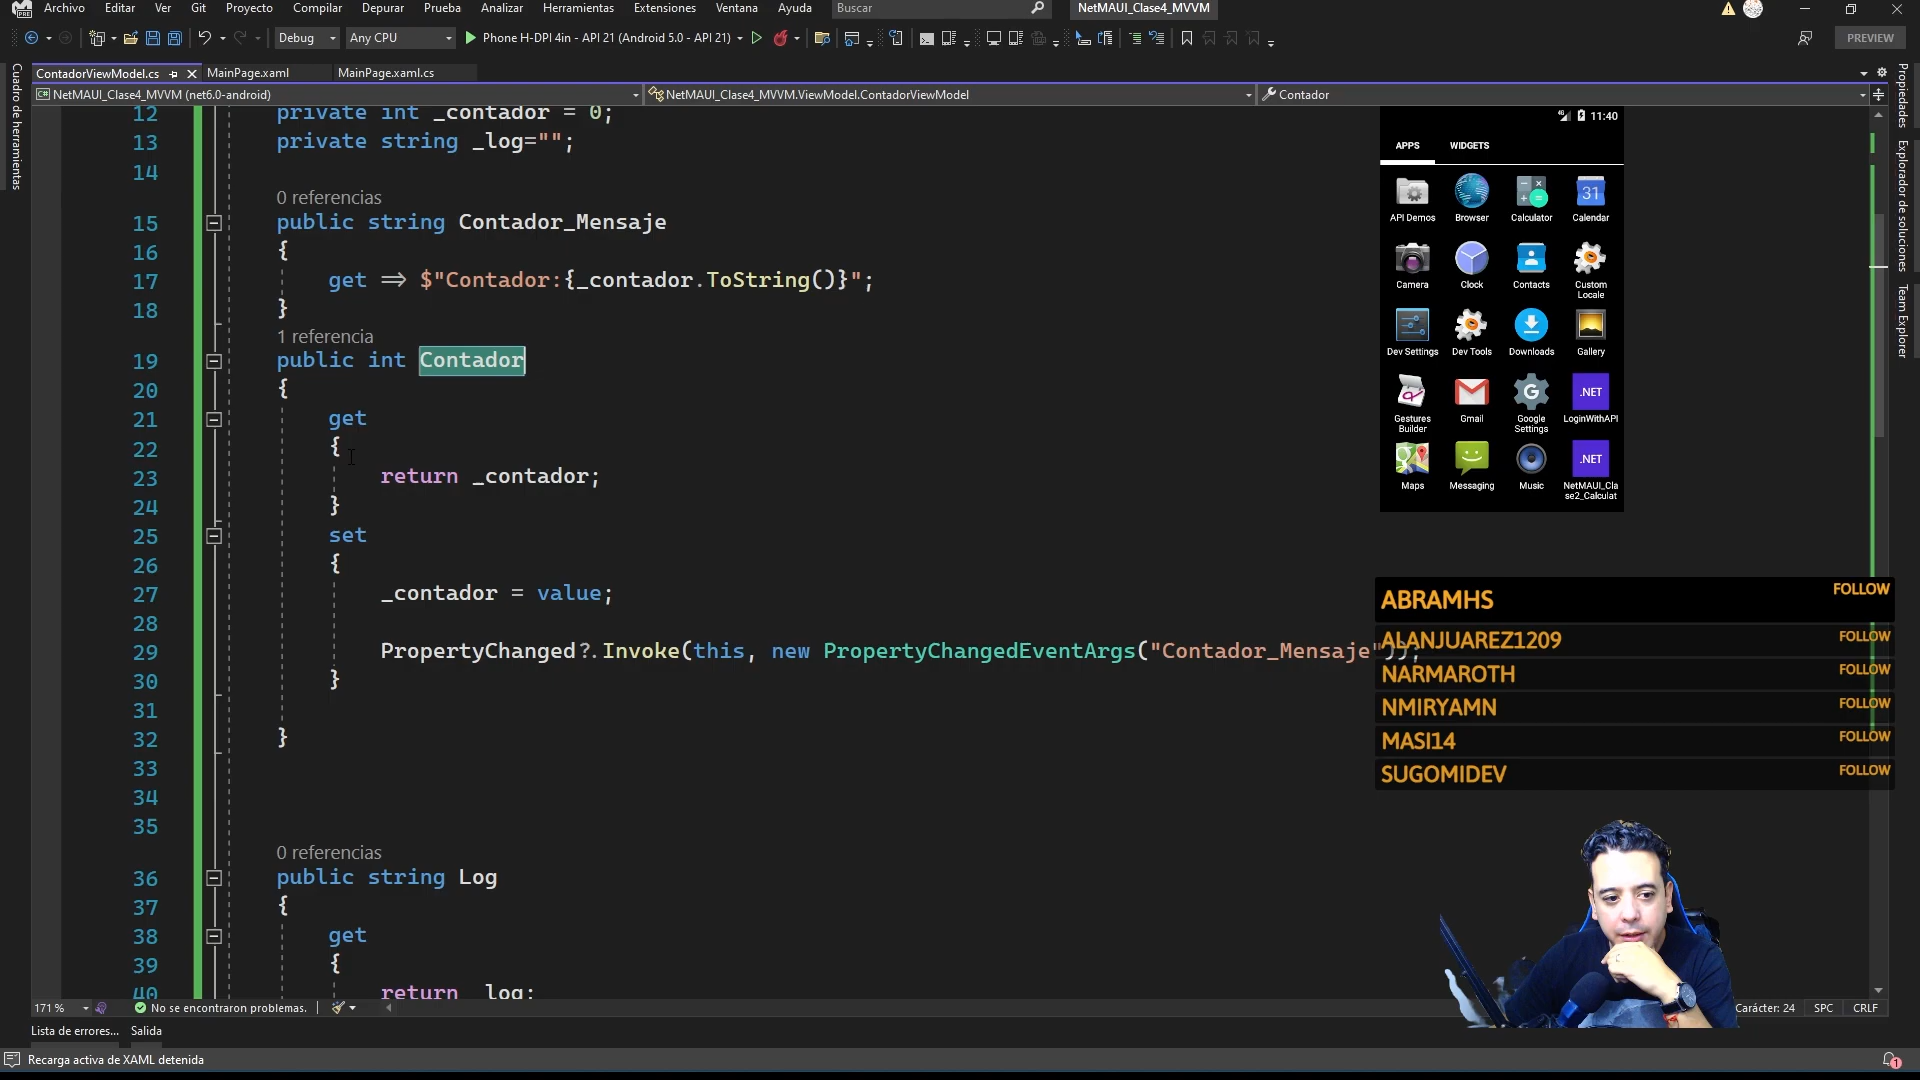 Archivo Editar Ver Git Proyecto Compilar Depurar Prueba Analizar Herramientas Extensiones Ventana Ayuda Buscar NetMAUI_Clase4_MVVM
Debug Any CPU Phone H-DPI 4in - API 21 (Android 5.0 - API 21) PREVIEW
ContadorViewModel.cs MainPage.xaml MainPage.xaml.cs
NetMAUI_Clase4_MVVM (net6.0-android) NetMAUI_Clase4_MVVM.ViewModel.ContadorViewModel Contador
Cuadro de herramientas
12 private int _contador = 0;
13 private string _log="";
14
0 referencias
15 public string Contador_Mensaje
16 {
17 get => $"Contador:{_contador.ToString()}";
18 }
1 referencia
19 public int Contador
20 {
21 get
22 {
23 return _contador;
24 }
25 set
26 {
27 _contador = value;
28
29 PropertyChanged?.Invoke(this, new PropertyChangedEventArgs("Contador_Mensaje"));
30 }
31
32 }
33
34
35
0 referencias
36 public string Log
37 {
38 get
39 {
40 return _log;
11:40
APPS WIDGETS
API Demos Browser Calculator Calendar
Camera Clock Contacts Custom Locale
Dev Settings Dev Tools Downloads Gallery
Gestures Builder Gmail Google Settings .NET LoginWithAPI
Maps Messaging Music .NET NetMAUI_Clase2_Calculat
Propiedades
Explorador de soluciones
Team Explorer
ABRAMHS FOLLOW
ALANJUAREZ1209 FOLLOW
NARMAROTH FOLLOW
NMIRYAMN FOLLOW
MASI14 FOLLOW
SUGOMIDEV FOLLOW
171 % No se encontraron problemas. Carácter: 24 SPC CRLF
Lista de errores... Salida
Recarga activa de XAML detenida 1